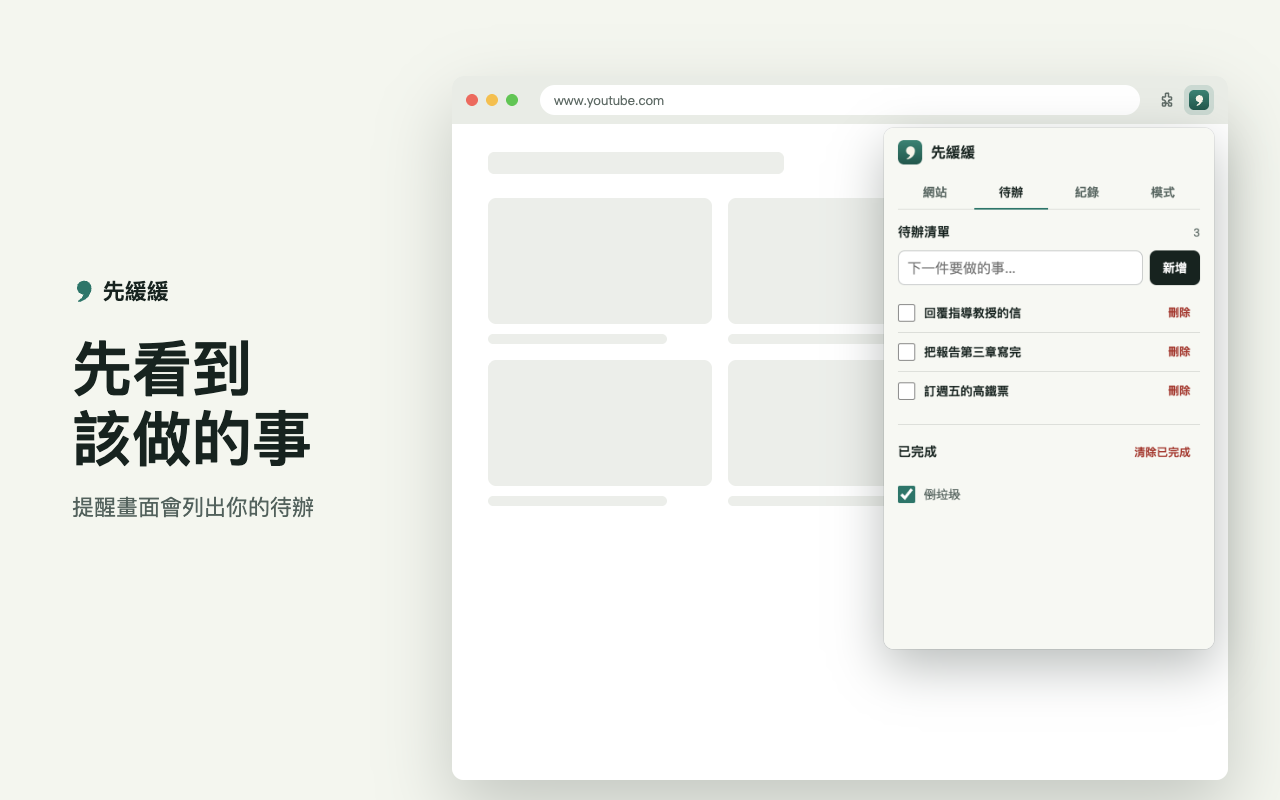 先緩緩
先看到
該做的事
提醒畫面會列出你的待辦
www.youtube.com
先緩緩
網站 待辦 紀錄 模式
待辦清單 3
下一件要做的事... 新增
回覆指導教授的信 刪除
把報告第三章寫完 刪除
訂週五的高鐵票 刪除
已完成 清除已完成
倒垃圾